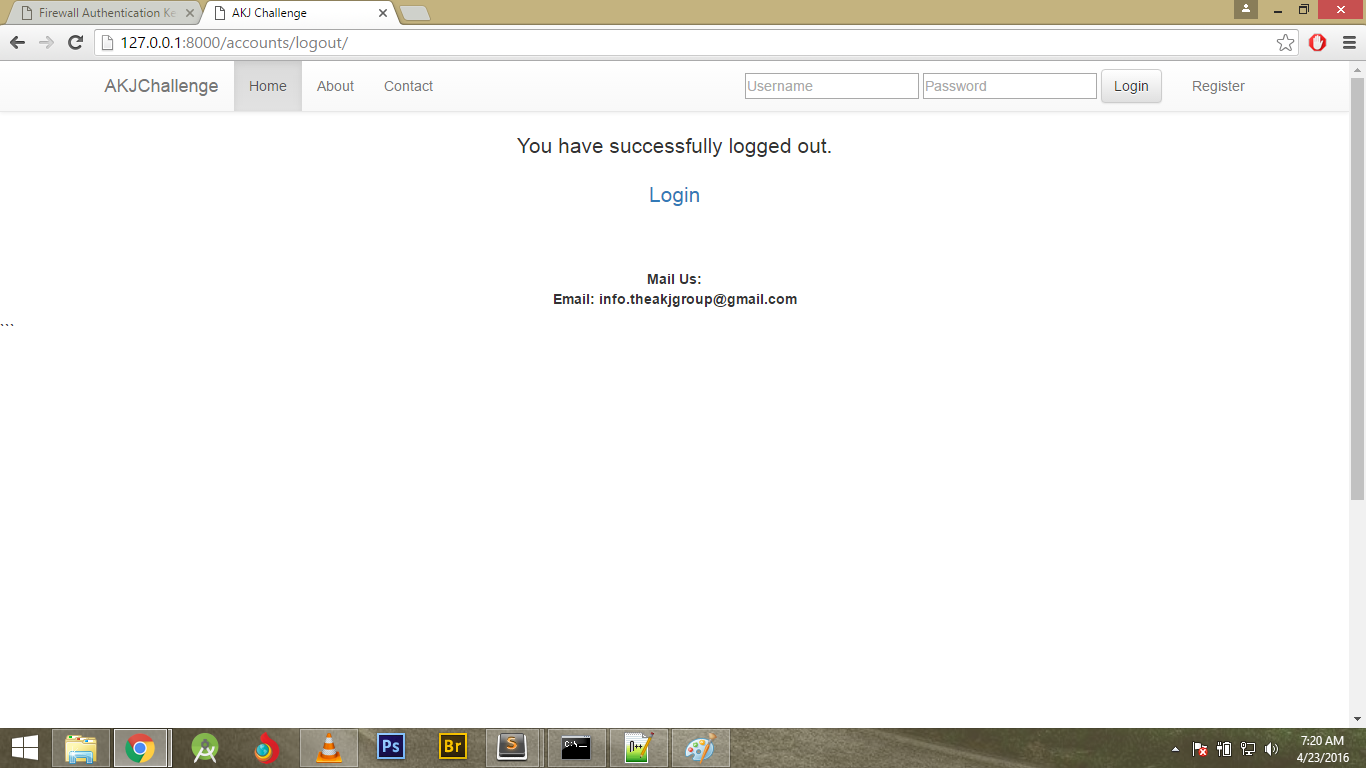 Firewall Authentication Ke
AKJ Challenge
127.0.0.1:8000/accounts/logout/
AKJChallenge Home About Contact Username Password Login Register
You have successfully logged out.
Login
Mail Us:
Email: info.theakjgroup@gmail.com
```
Ps Br S C:\_ N++
7:20 AM
4/23/2016